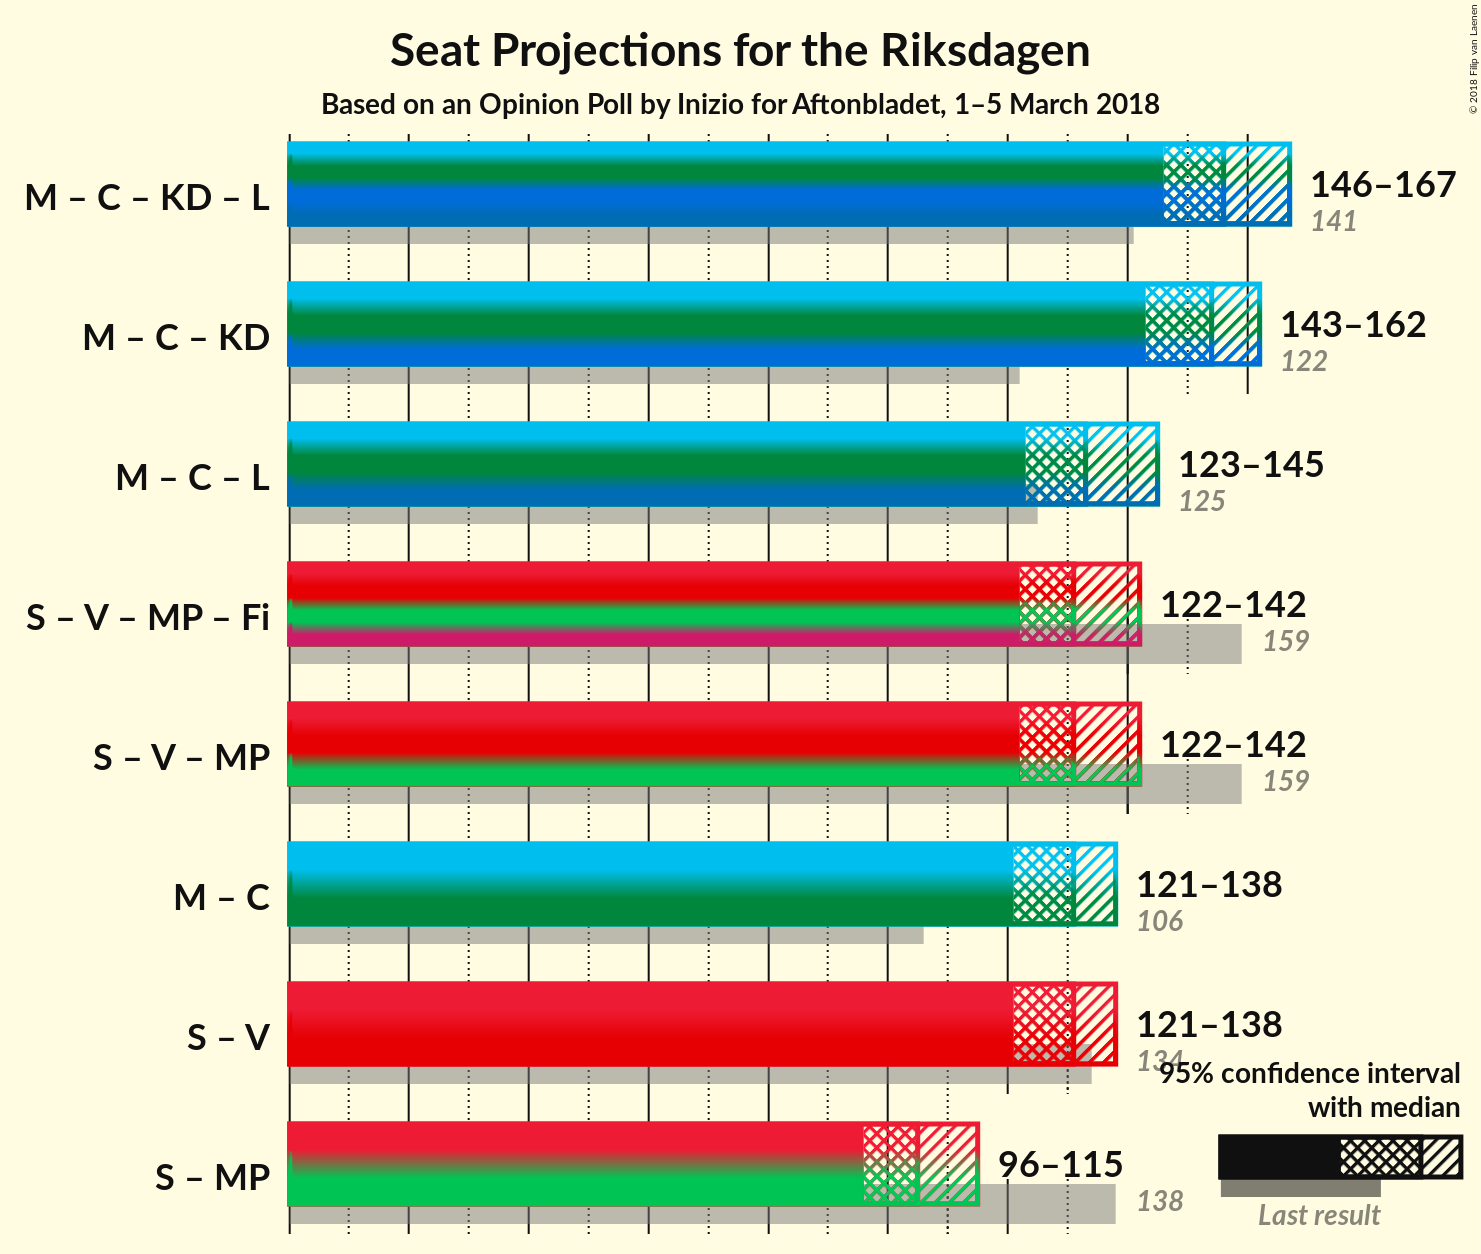 Seat Projections for the Riksdagen
Based on an Opinion Poll by Inizio for Aftonbladet, 1–5 March 2018
© 2018 Filip van Laenen
M – C – KD – L
146–167
141
M – C – KD
143–162
122
M – C – L
123–145
125
S – V – MP – Fi
122–142
159
S – V – MP
122–142
159
M – C
121–138
106
S – V
121–138
134
95% confidence interval
with median
Last result
S – MP
96–115
138